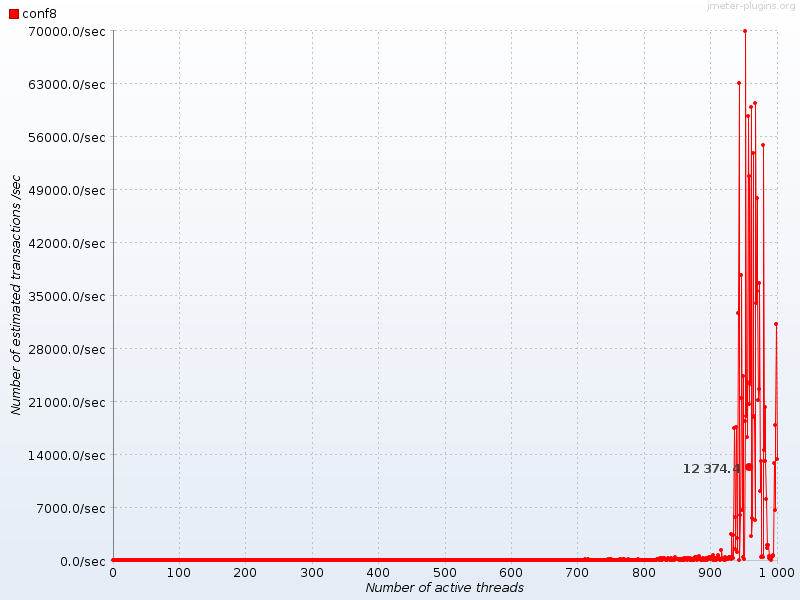 jmeter-plugins.org
conf8
70000.0/sec
63000.0/sec
56000.0/sec
49000.0/sec
42000.0/sec
35000.0/sec
28000.0/sec
21000.0/sec
14000.0/sec
7000.0/sec
0.0/sec
Number of estimated transactions /sec
12 374.4
0 100 200 300 400 500 600 700 800 900 1 000
Number of active threads